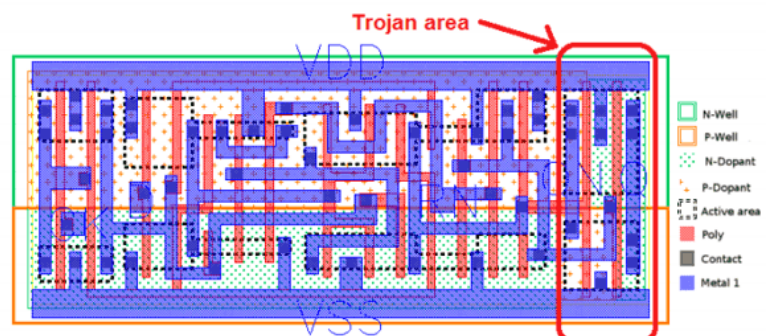 Trojan area
VDD
N-Well
P-Well
N-Dopant
P-Dopant
Active area
Poly
Contact
Metal 1
VSS